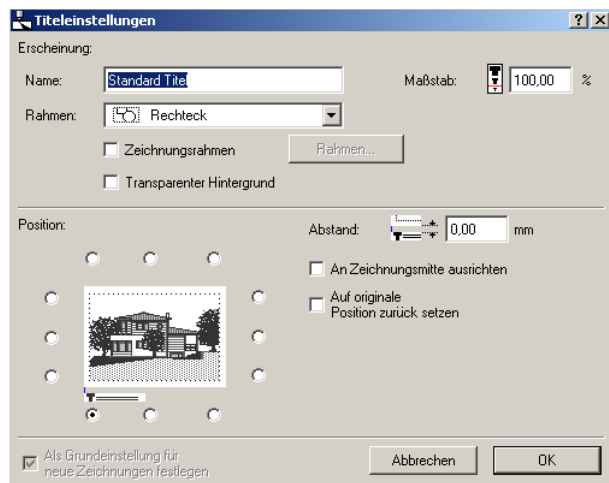 Titeleinstellungen
Erscheinung:
Name: Standard Titel Maßstab: 100,00 %
Rahmen: Rechteck
Zeichnungsrahmen Rahmen...
Transparenter Hintergrund
Position: Abstand: 0,00 mm
An Zeichnungsmitte ausrichten
Auf originale
Position zurück setzen
Als Grundeinstellung für
neue Zeichnungen festlegen
Abbrechen OK